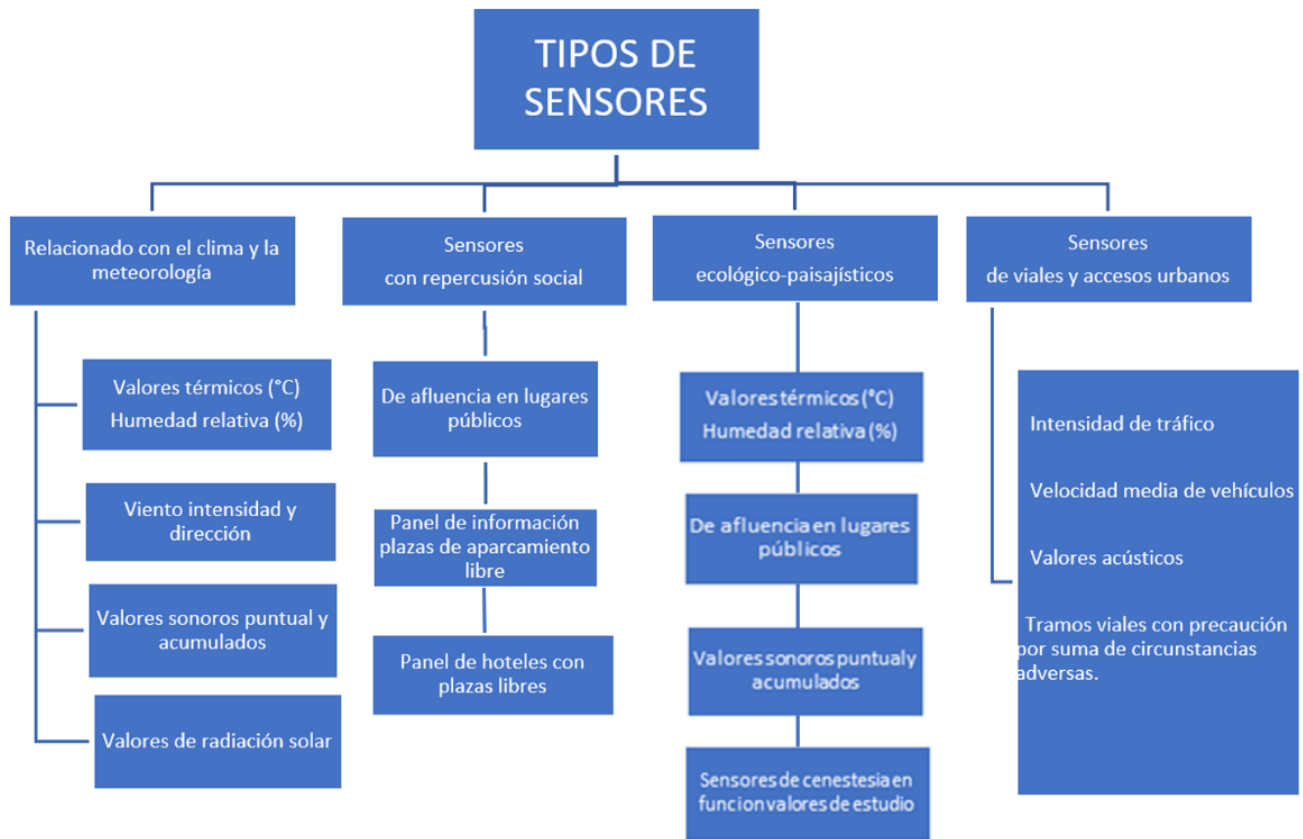 TIPOS DE
SENSORES
Relacionado con el clima y la
meteorología
Valores térmicos (°C)
Humedad relativa (%)
Viento intensidad y
dirección
Valores sonoros puntual y
acumulados
Valores de radiación solar
Sensores
con repercusión social
De afluencia en lugares
públicos
Panel de información
plazas de aparcamiento
libre
Panel de hoteles con
plazas libres
Sensores
ecológico-paisajísticos
Valores térmicos (°C)
Humedad relativa (%)
De afluencia en lugares
públicos
Valores sonoros puntual y
acumulados
Sensores de cenestesia en
funcion valores de estudio
Sensores
de viales y accesos urbanos
Intensidad de tráfico
Velocidad media de vehículos
Valores acústicos
Tramos viales con precaución
por suma de circunstancias
adversas.